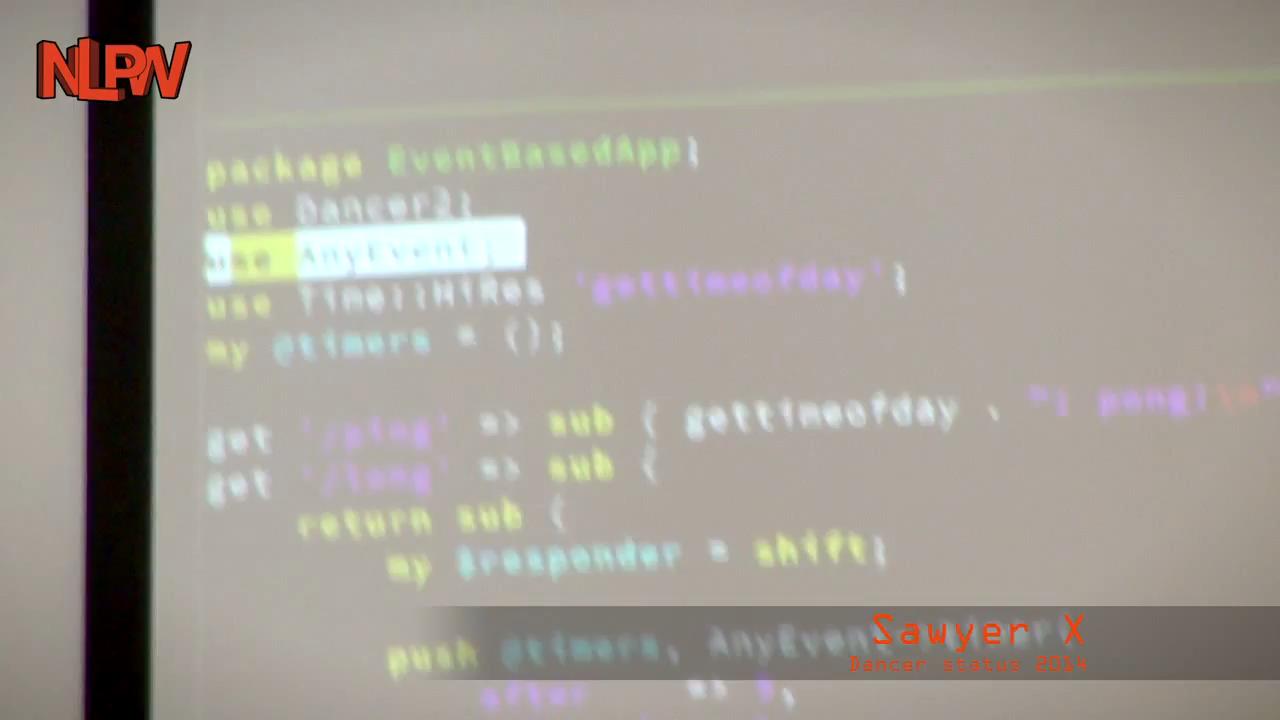 NLPW
package EventBasedApp;
use Dancer2;
use AnyEvent;
use Time::HiRes 'gettimeofday';
my @timers = ();
get '/ping' => sub { gettimeofday . ": pong!\n"
get '/long' => sub {
return sub {
my $responder = shift;
push @timers, AnyEvent->timer(
after => 5,
Sawyer X
Dancer status 2014